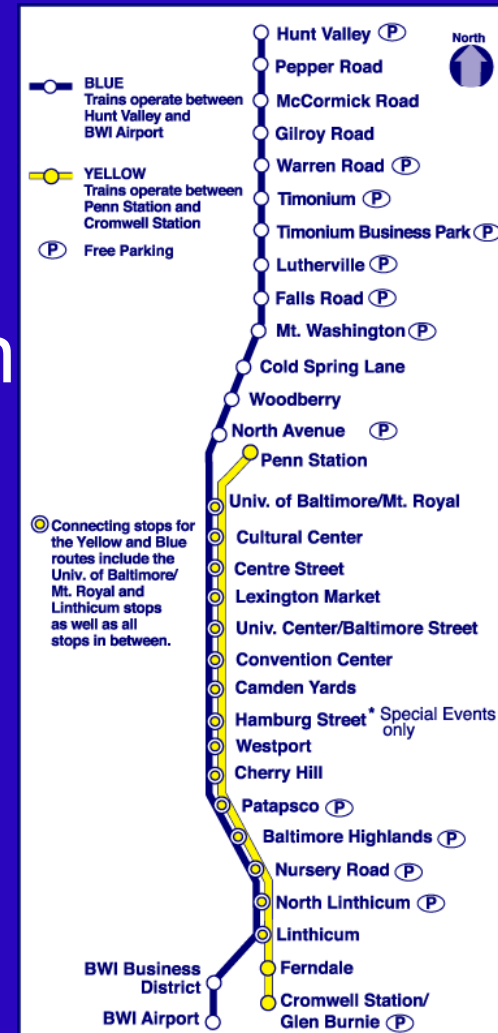 North
BLUE
Trains operate between
Hunt Valley and
BWI Airport
YELLOW
Trains operate between
Penn Station and
Cromwell Station
P Free Parking
n
Connecting stops for
the Yellow and Blue
routes include the
Univ. of Baltimore/
Mt. Royal and
Linthicum stops
as well as all
stops in between.
Hunt Valley P
Pepper Road
McCormick Road
Gilroy Road
Warren Road P
Timonium P
Timonium Business Park P
Lutherville P
Falls Road P
Mt. Washington P
Cold Spring Lane
Woodberry
North Avenue P
Penn Station
Univ. of Baltimore/Mt. Royal
Cultural Center
Centre Street
Lexington Market
Univ. Center/Baltimore Street
Convention Center
Camden Yards
Hamburg Street* Special Events
only
Westport
Cherry Hill
Patapsco P
Baltimore Highlands P
Nursery Road P
North Linthicum P
Linthicum
Ferndale
Cromwell Station/
Glen Burnie P
BWI Business
District
BWI Airport